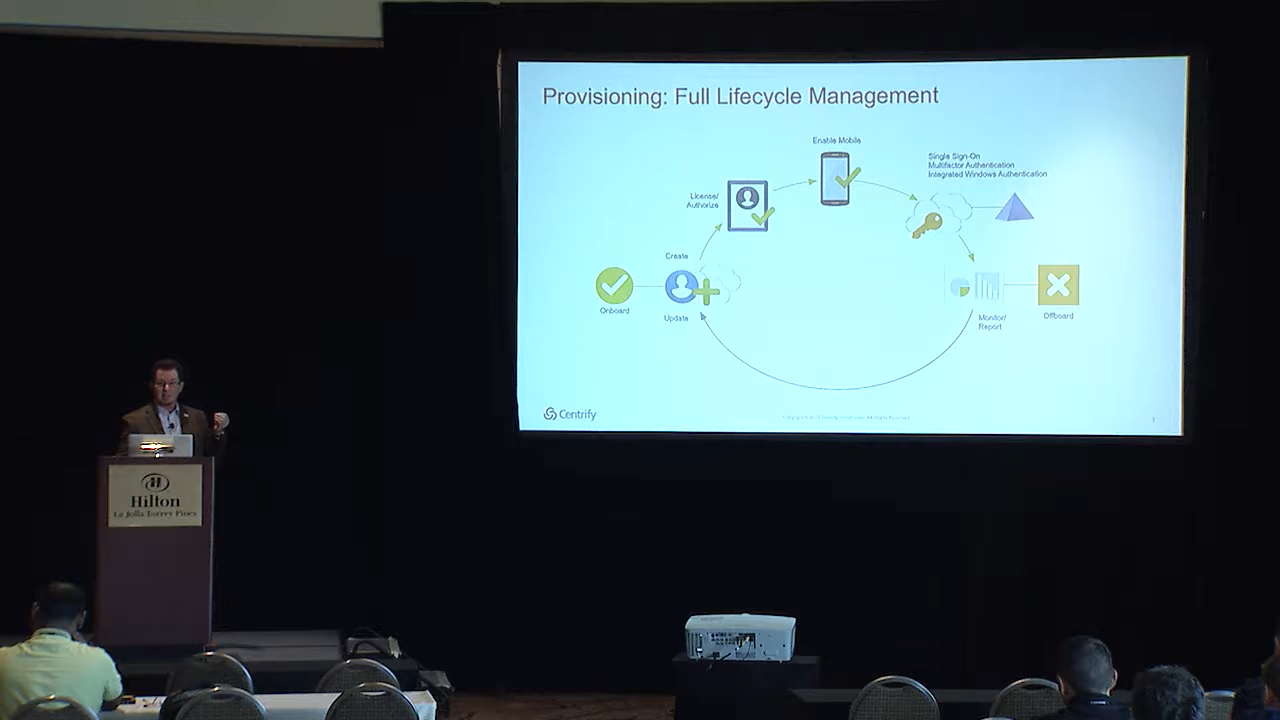 Provisioning: Full Lifecycle Management
Enable Mobile
Single Sign-On
Multifactor Authentication
Integrated Windows Authentication
License/
Authorize
Create
Onboard
Update
Monitor/
Report
Offboard
Centrify
Hilton
La Jolla Torrey Pines